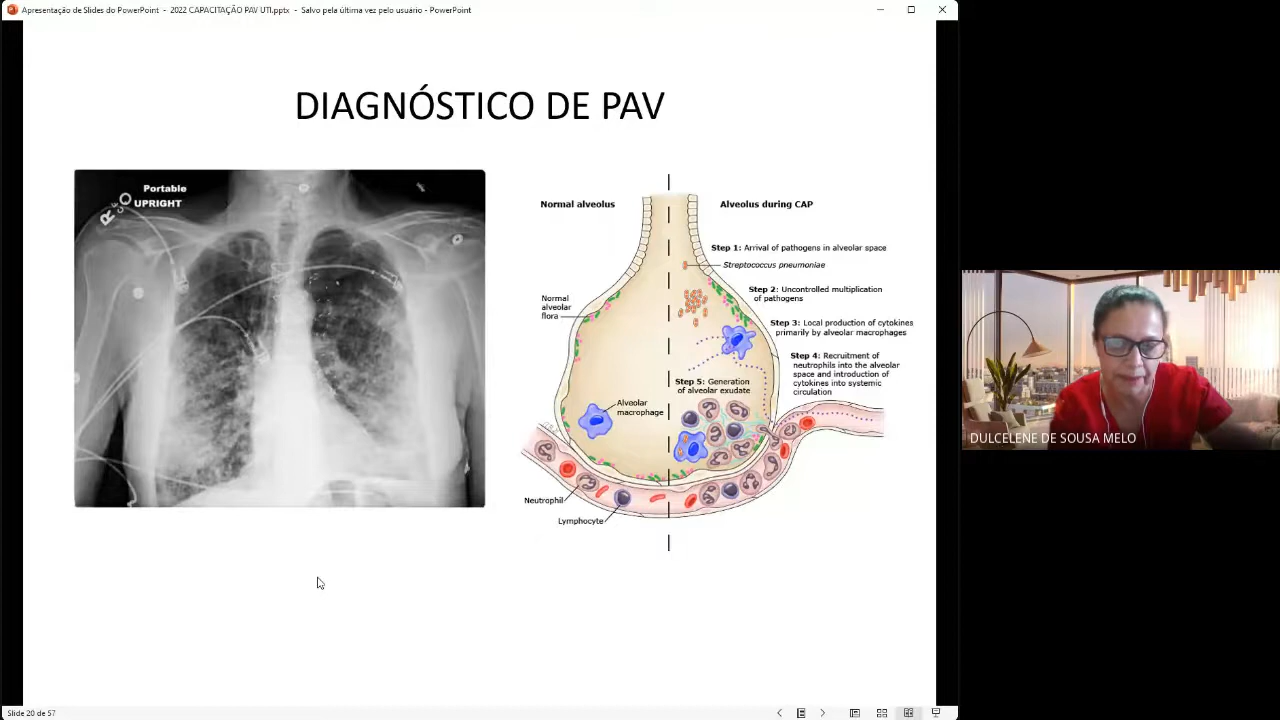 Apresentação de Slides do PowerPoint - 2022 CAPACITAÇÃO PAV UTI.pptx - Salvo pela última vez pelo usuário - PowerPoint
DIAGNÓSTICO DE PAV
Portable
UPRIGHT
R
Normal alveolus
Alveolus during CAP
Step 1: Arrival of pathogens in alveolar space
Streptococcus pneumoniae
Step 2: Uncontrolled multiplication
of pathogens
Normal
alveolar
flora
Step 3: Local production of cytokines
primarily by alveolar macrophages
Step 4: Recruitment of
neutrophils into the alveolar
space and introduction of
cytokines into systemic
circulation
Step 5: Generation
of alveolar exudate
Alveolar
macrophage
Neutrophil
Lymphocyte
DULCELENE DE SOUSA MELO
Slide 20 de 57